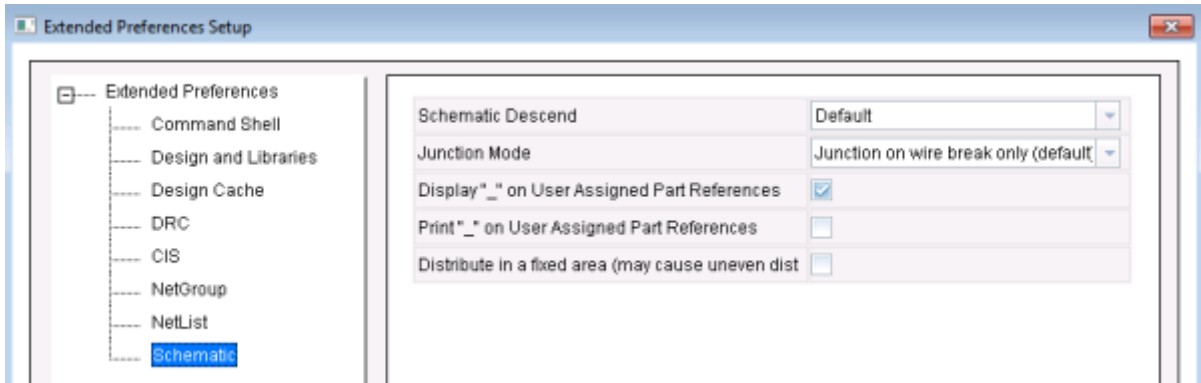 Extended Preferences Setup
Extended Preferences
Command Shell
Design and Libraries
Design Cache
DRC
CIS
NetGroup
NetList
Schematic
Schematic Descend Default
Junction Mode Junction on wire break only (default)
Display "_" on User Assigned Part References
Print "_" on User Assigned Part References
Distribute in a fixed area (may cause uneven dist